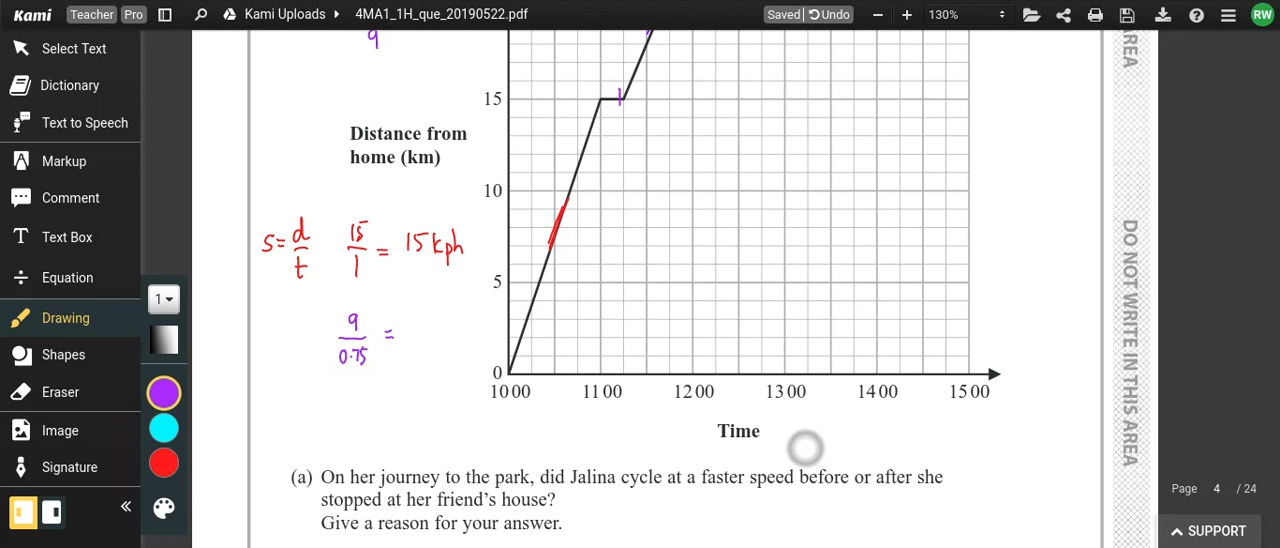 Kami Teacher Pro Kami Uploads > 4MA1_1H_que_20190522.pdf Saved Undo 130% RW
Select Text
Dictionary
Text to Speech
Markup
Comment
Text Box
Equation
Drawing
Shapes
Eraser
Image
Signature
1
9
15
Distance from
home (km)
10
s = d/t 15/1 = 15 kph
5
9/0.75 =
0
10 00 11 00 12 00 13 00 14 00 15 00
Time
(a) On her journey to the park, did Jalina cycle at a faster speed before or after she
stopped at her friend's house?
Give a reason for your answer.
AREA
DO NOT WRITE IN THIS AREA
Page 4 / 24
SUPPORT